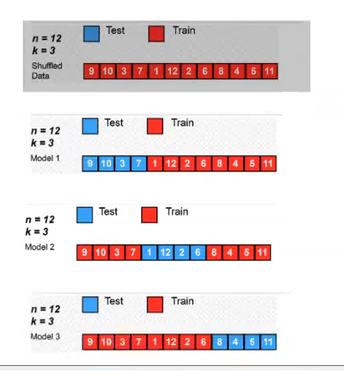 Test Train
n = 12
k = 3
Shuffled
Data
9 10 3 7 1 12 2 6 8 4 5 11
Test Train
n = 12
k = 3
Model 1
9 10 3 7 1 12 2 6 8 4 5 11
Test Train
n = 12
k = 3
Model 2
9 10 3 7 1 12 2 6 8 4 5 11
Test Train
n = 12
k = 3
Model 3
9 10 3 7 1 12 2 6 8 4 5 11